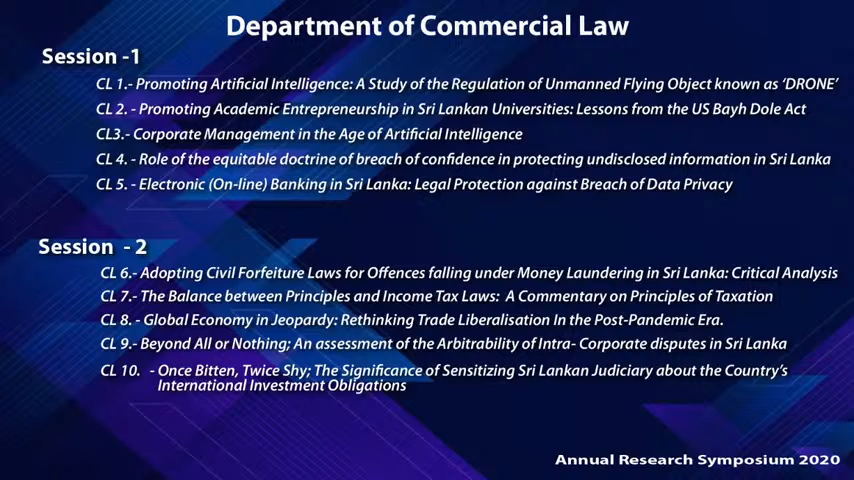 Department of Commercial Law
Session -1
CL 1.- Promoting Artificial Intelligence: A Study of the Regulation of Unmanned Flying Object known as ‘DRONE’
CL 2. - Promoting Academic Entrepreneurship in Sri Lankan Universities: Lessons from the US Bayh Dole Act
CL3.- Corporate Management in the Age of Artificial Intelligence
CL 4. - Role of the equitable doctrine of breach of confidence in protecting undisclosed information in Sri Lanka
CL 5. - Electronic (On-line) Banking in Sri Lanka: Legal Protection against Breach of Data Privacy
Session - 2
CL 6.- Adopting Civil Forfeiture Laws for Offences falling under Money Laundering in Sri Lanka: Critical Analysis
CL 7.- The Balance between Principles and Income Tax Laws: A Commentary on Principles of Taxation
CL 8. - Global Economy in Jeopardy: Rethinking Trade Liberalisation In the Post-Pandemic Era.
CL 9.- Beyond All or Nothing; An assessment of the Arbitrability of Intra- Corporate disputes in Sri Lanka
CL 10. - Once Bitten, Twice Shy; The Significance of Sensitizing Sri Lankan Judiciary about the Country’s
International Investment Obligations
Annual Research Symposium 2020